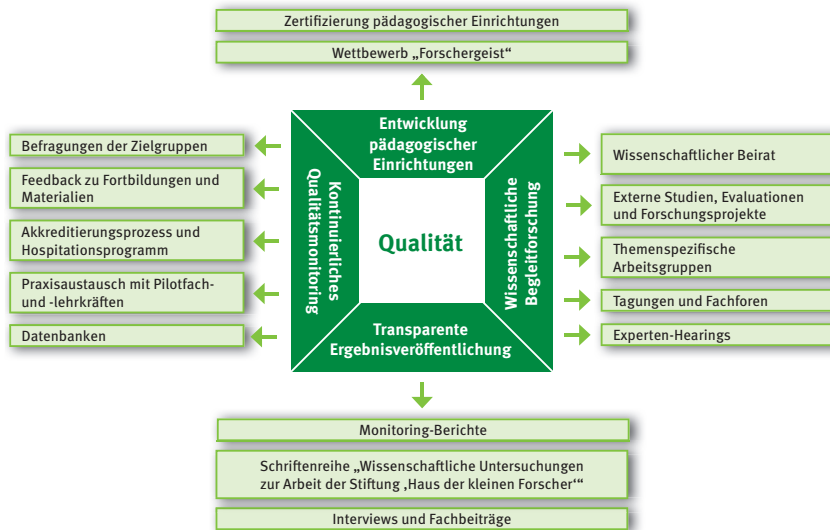 Zertifizierung pädagogischer Einrichtungen
Wettbewerb „Forschergeist“
Entwicklung
pädagogischer
Einrichtungen
Befragungen der Zielgruppen
Feedback zu Fortbildungen und
Materialien
Akkreditierungsprozess und
Hospitationsprogramm
Praxisaustausch mit Pilotfach-
und -lehrkräften
Datenbanken
Kontinuierliches
Qualitätsmonitoring
Qualität
Wissenschaftliche
Begleitforschung
Wissenschaftlicher Beirat
Externe Studien, Evaluationen
und Forschungsprojekte
Themenspezifische
Arbeitsgruppen
Tagungen und Fachforen
Experten-Hearings
Transparente
Ergebnisveröffentlichung
Monitoring-Berichte
Schriftenreihe „Wissenschaftliche Untersuchungen
zur Arbeit der Stiftung ‚Haus der kleinen Forscher‘“
Interviews und Fachbeiträge